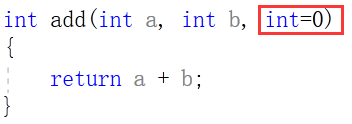 int add(int a, int b, int=0)
{
    return a + b;
}